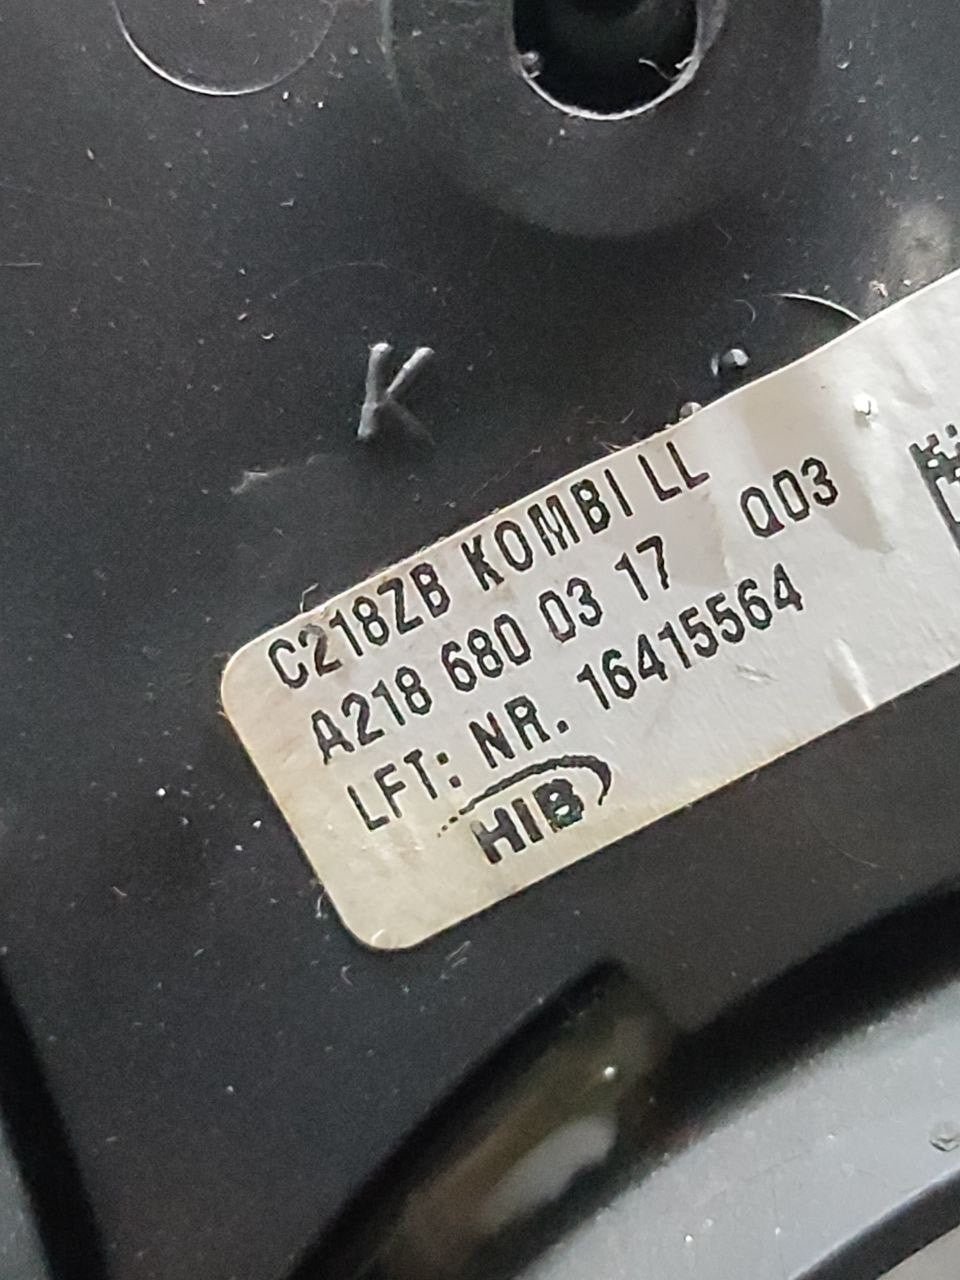 K
C218ZB KOMBI LL
A218 680 03 17 Q03
LFT: NR. 16415564
HIB